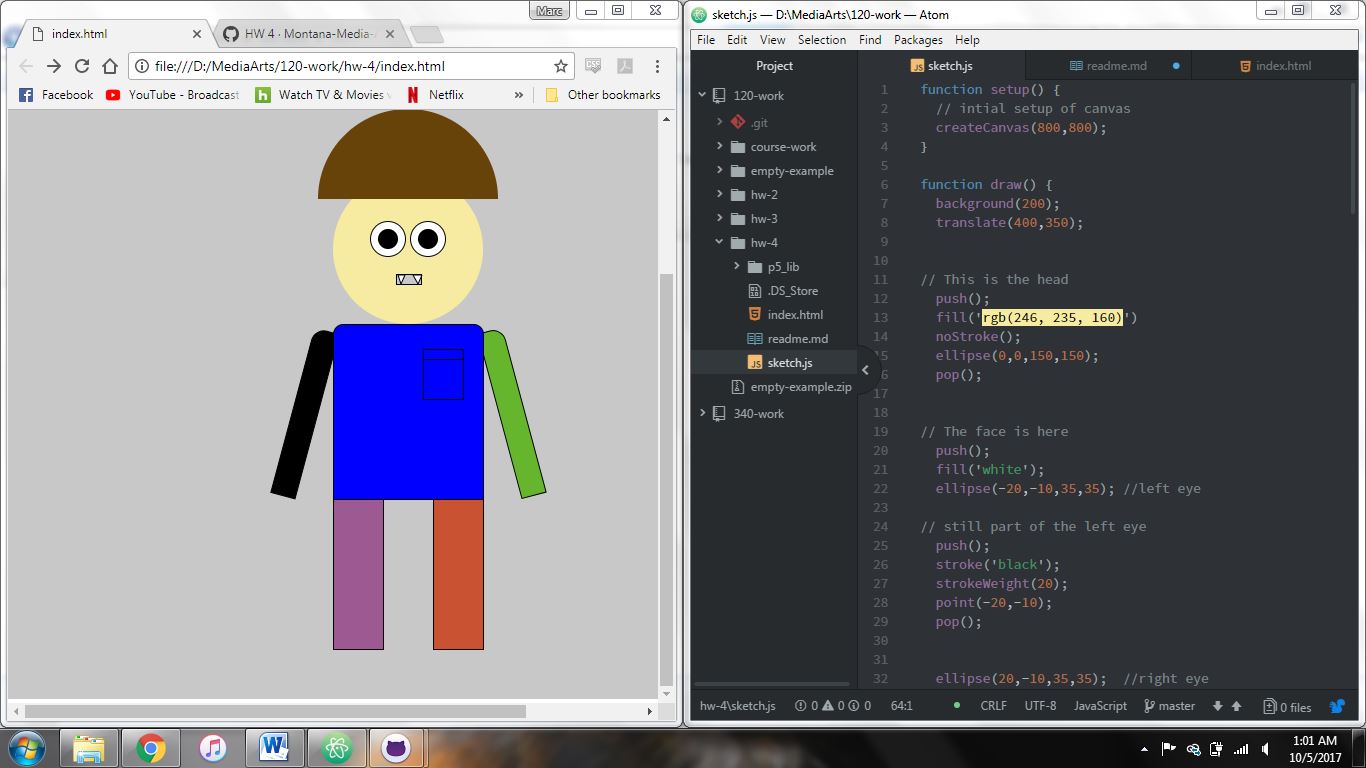 Marc
index.html
HW 4 · Montana-Media-
file:///D:/MediaArts/120-work/hw-4/index.html
Facebook
YouTube - Broadcast
Watch TV & Movies
Netflix
»
Other bookmarks
sketch.js — D:\MediaArts\120-work — Atom
File Edit View Selection Find Packages Help
Project
120-work
.git
course-work
empty-example
hw-2
hw-3
hw-4
p5_lib
.DS_Store
index.html
readme.md
sketch.js
empty-example.zip
340-work
sketch.js
readme.md
index.html
1 function setup() {
2 // intial setup of canvas
3 createCanvas(800,800);
4 }
5
6 function draw() {
7 background(200);
8 translate(400,350);
9
10
11 // This is the head
12 push();
13 fill('rgb(246, 235, 160)')
14 noStroke();
15 ellipse(0,0,150,150);
6 pop();
17
18
19 // The face is here
20 push();
21 fill('white');
22 ellipse(-20,-10,35,35); //left eye
23
24 // still part of the left eye
25 push();
26 stroke('black');
27 strokeWeight(20);
28 point(-20,-10);
29 pop();
30
31
32 ellipse(20,-10,35,35); //right eye
hw-4\sketch.js 0 0 0 64:1 CRLF UTF-8 JavaScript master 0 files
1:01 AM
10/5/2017